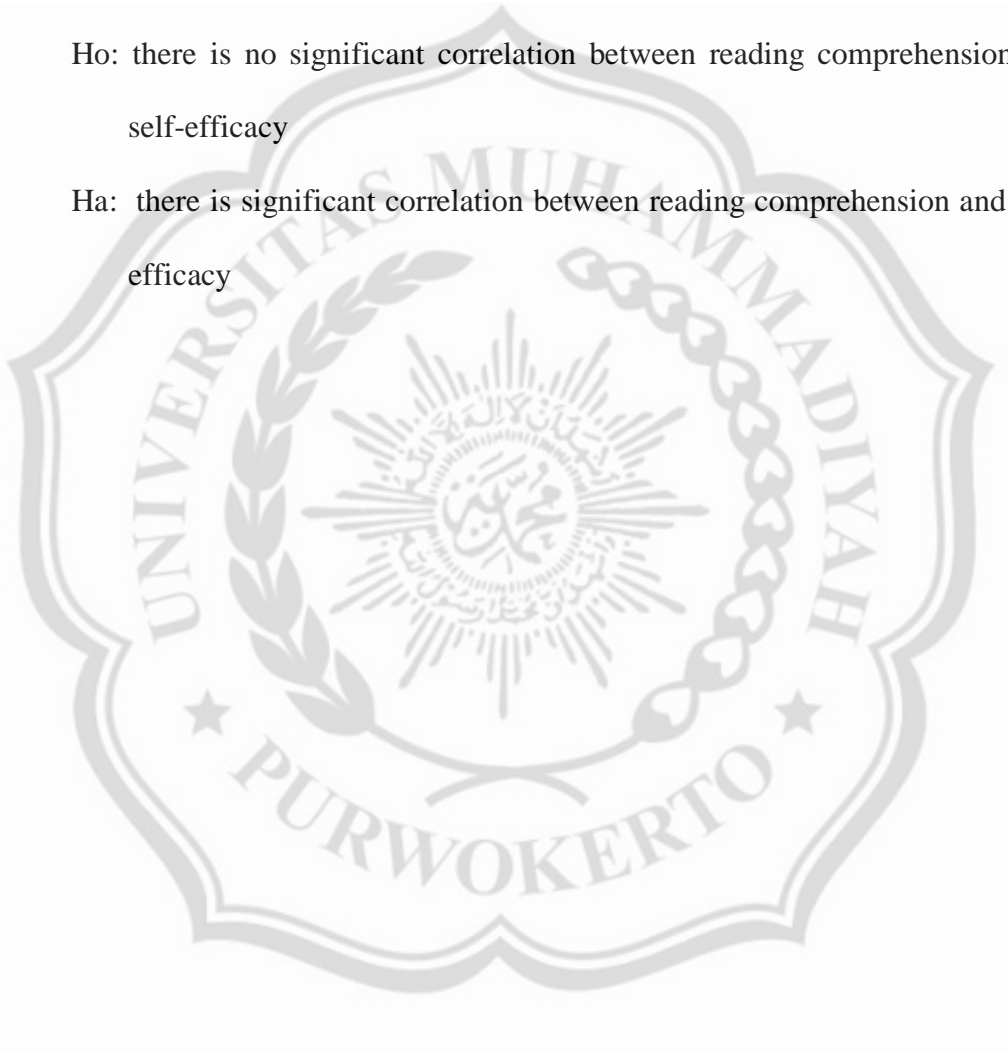 Ho: there is no significant correlation between reading comprehension
self-efficacy
Ha: there is significant correlation between reading comprehension and
efficacy
UNIVERSITAS MUHAMMADIYAH
PURWOKERTO